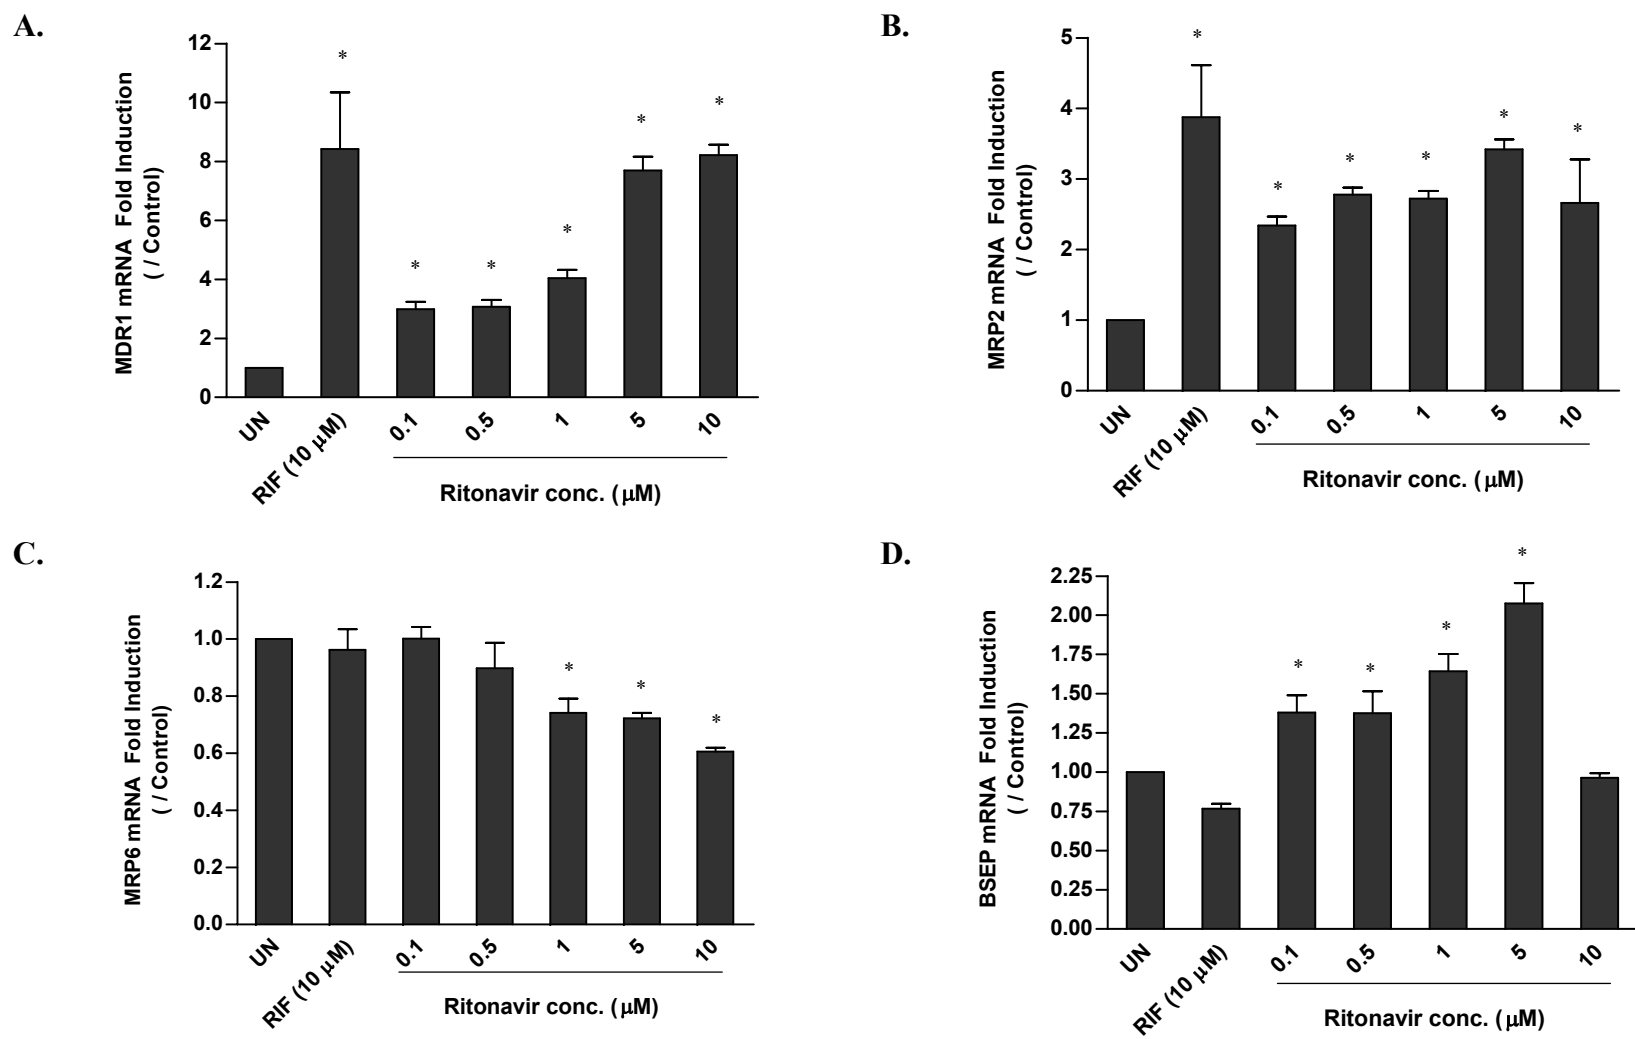 A.
MDR1 mRNA Fold Induction
( / Control)
12
10
8
6
4
2
0
*
*
*
*
*
*
UN
RIF (10 μM)
0.1
0.5
1
5
10
Ritonavir conc. (μM)
B.
MRP2 mRNA Fold Induction
( / Control)
5
4
3
2
1
0
*
*
*
*
*
*
UN
RIF (10 μM)
0.1
0.5
1
5
10
Ritonavir conc. (μM)
C.
MRP6 mRNA Fold Induction
( / Control)
1.2
1.0
0.8
0.6
0.4
0.2
0.0
*
*
*
UN
RIF (10 μM)
0.1
0.5
1
5
10
Ritonavir conc. (μM)
D.
BSEP mRNA Fold Induction
( / Control)
2.25
2.00
1.75
1.50
1.25
1.00
0.75
0.50
0.25
0.00
*
*
*
*
UN
RIF (10 μM)
0.1
0.5
1
5
10
Ritonavir conc. (μM)